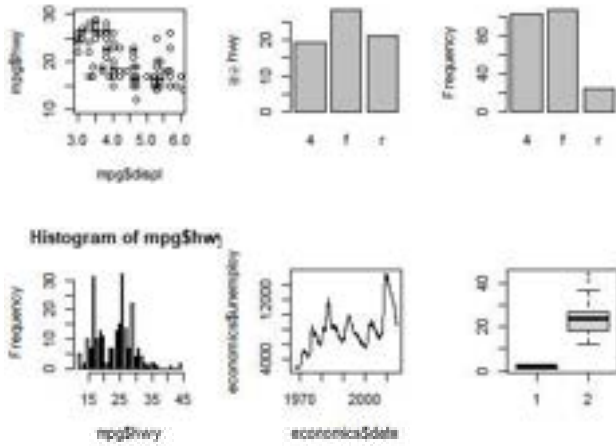 mpg$hwy
10
20
30
3.0
4.0
5.0
6.0
mpg$displ
hwy
0
10
20
4
f
r
Frequency
0
40
80
4
f
r
Histogram of mpg$hwy
Frequency
0
10
20
30
15
25
35
45
mpg$hwy
economics$unemploy
4000
12000
1970
2000
economics$date
0
20
40
1
2